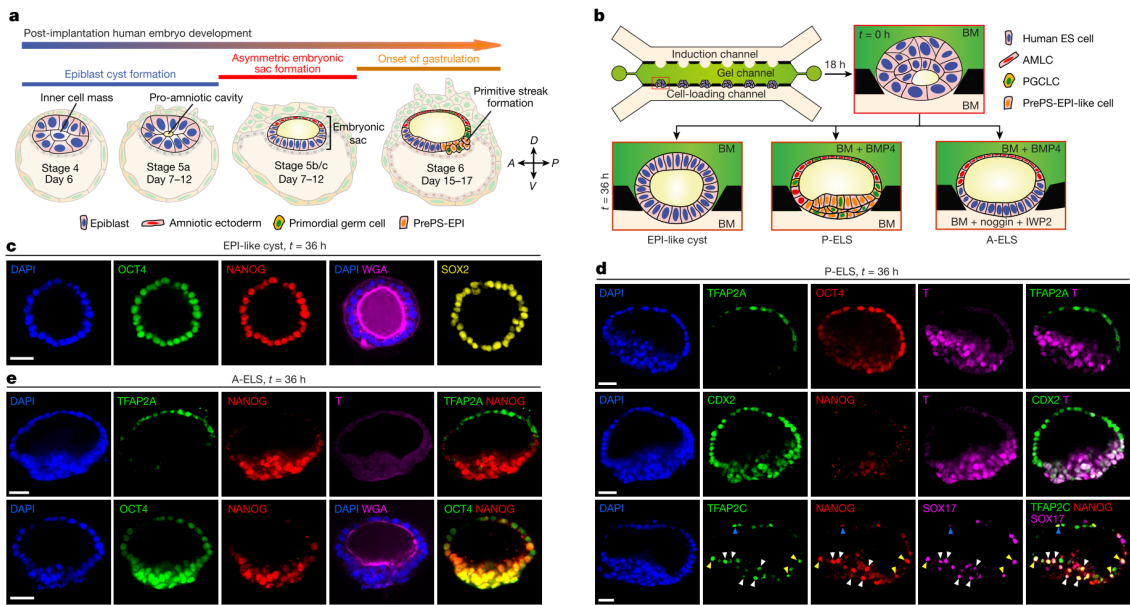 a
Post-implantation human embryo development
Asymmetric embryonic
sac formation
Onset of gastrulation
Epiblast cyst formation
Inner cell mass
Pro-amniotic cavity
Primitive streak
formation
Embryonic
sac
Stage 4
Day 6
Stage 5a
Day 7–12
Stage 5b/c
Day 7–12
Stage 6
Day 15–17
D
A
P
V
Epiblast
Amniotic ectoderm
Primordial germ cell
PrePS-EPI
b
Induction channel
Gel channel
Cell-loading channel
18 h
t = 0 h
BM
BM
Human ES cell
AMLC
PGCLC
PrePS-EPI-like cell
t = 36 h
BM
BM
EPI-like cyst
BM + BMP4
BM
P-ELS
BM + BMP4
BM + noggin + IWP2
A-ELS
c
EPI-like cyst, t = 36 h
DAPI
OCT4
NANOG
DAPI WGA
SOX2
d
P-ELS, t = 36 h
DAPI
TFAP2A
OCT4
T
TFAP2A T
DAPI
CDX2
NANOG
T
CDX2 T
DAPI
TFAP2C
NANOG
SOX17
TFAP2C NANOG
SOX17
e
A-ELS, t = 36 h
DAPI
TFAP2A
NANOG
T
TFAP2A NANOG
DAPI
OCT4
NANOG
DAPI WGA
OCT4 NANOG